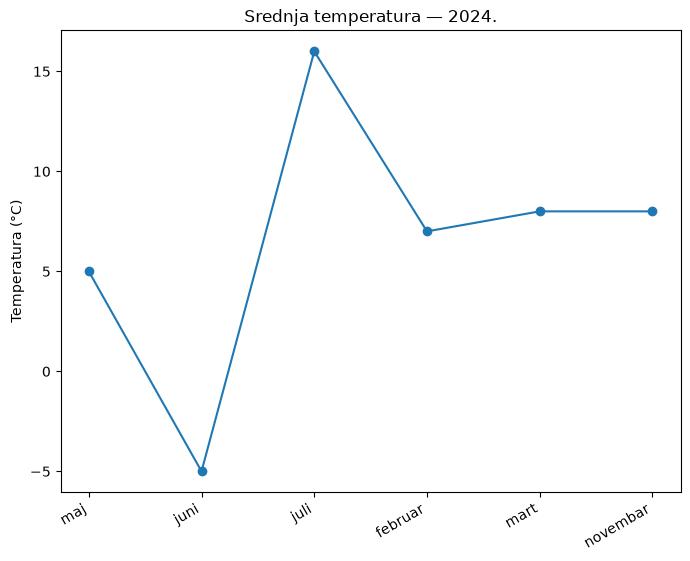 Srednja temperatura — 2024.
Temperatura (°C)
15
10
5
0
−5
maj
juni
juli
februar
mart
novembar